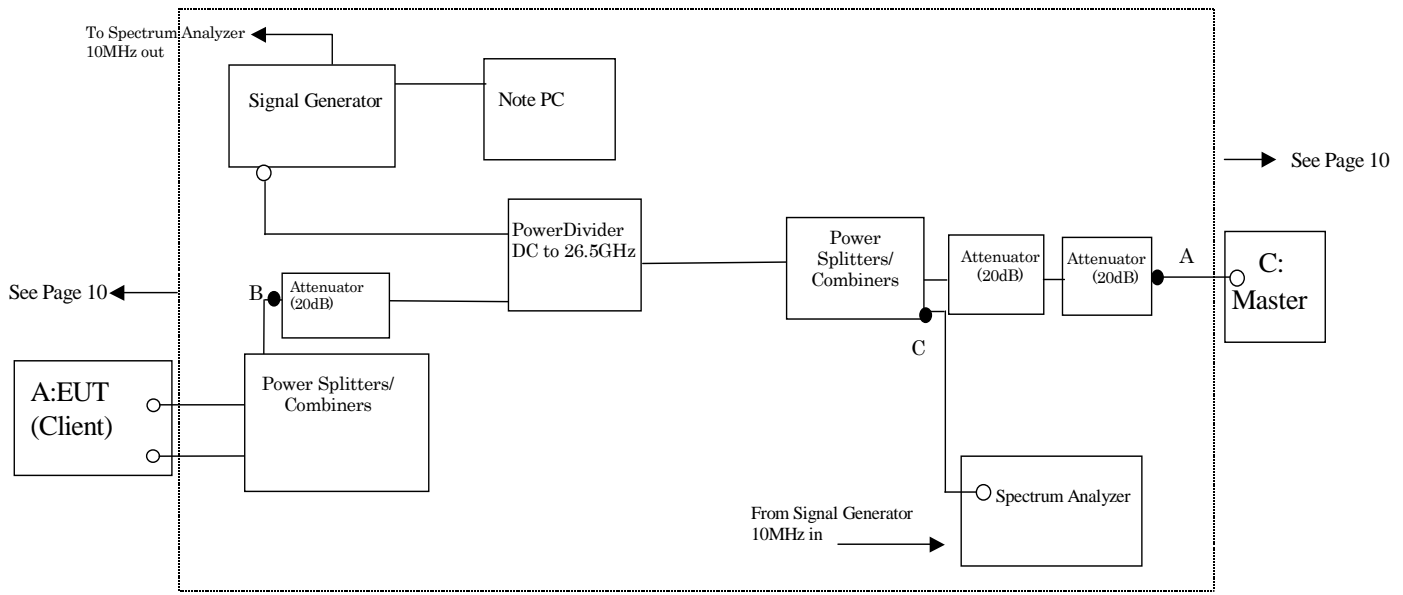 To Spectrum Analyzer
10MHz out
Signal Generator
Note PC
See Page 10
PowerDivider
DC to 26.5GHz
Power
Splitters/
Combiners
Attenuator
(20dB)
Attenuator
(20dB)
A
C:
Master
See Page 10
B
Attenuator
(20dB)
C
A:EUT
(Client)
Power Splitters/
Combiners
Spectrum Analyzer
From Signal Generator
10MHz in